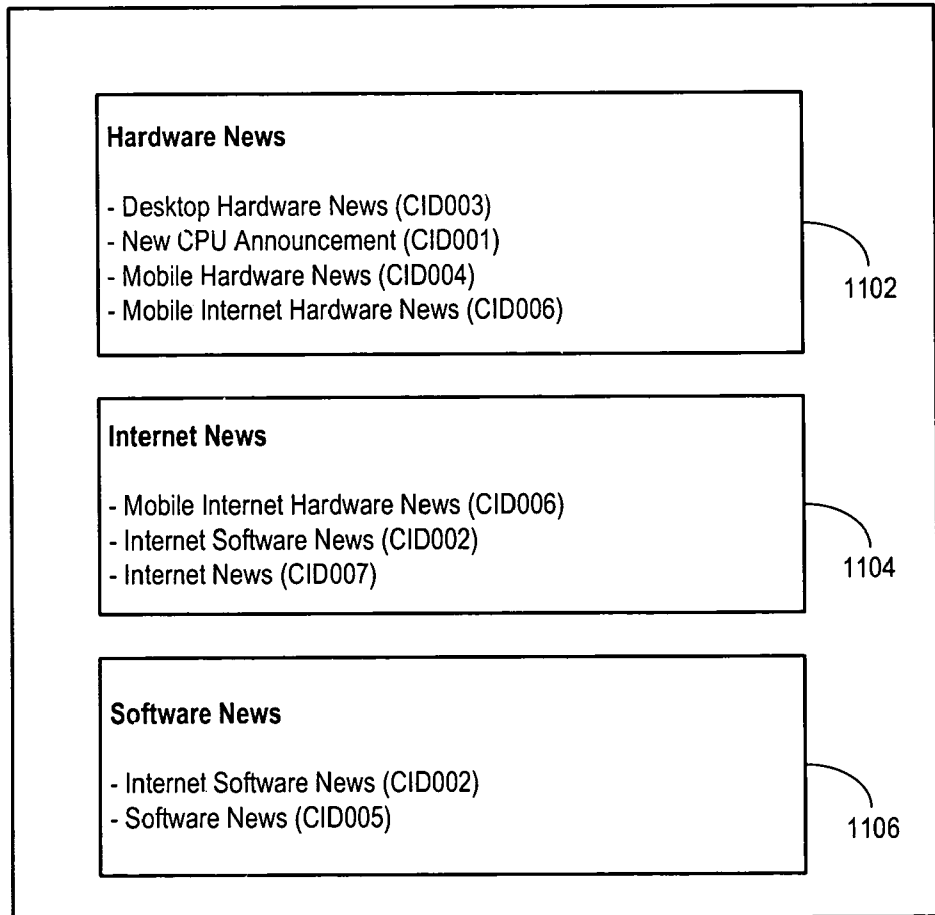 Hardware News
- Desktop Hardware News (CID003)
- New CPU Announcement (CID001)
- Mobile Hardware News (CID004)
- Mobile Internet Hardware News (CID006)
1102
Internet News
- Mobile Internet Hardware News (CID006)
- Internet Software News (CID002)
- Internet News (CID007)
1104
Software News
- Internet Software News (CID002)
- Software News (CID005)
1106